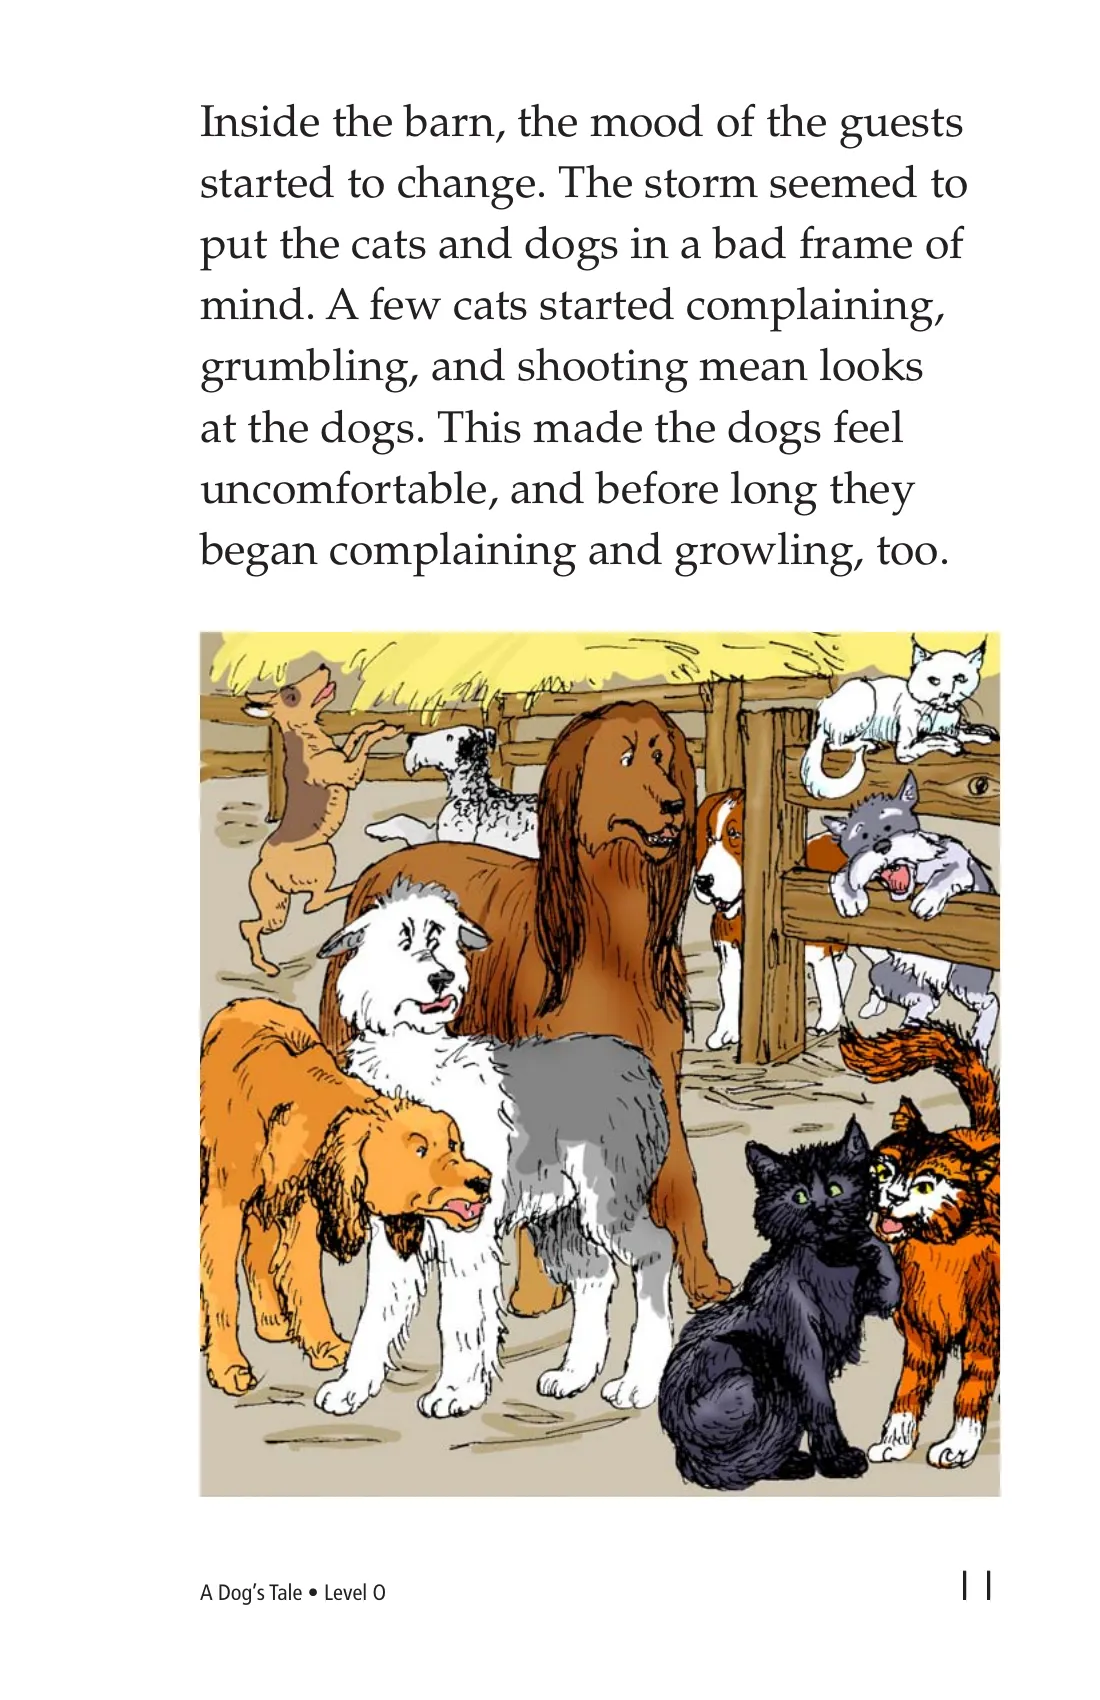 Inside the barn, the mood of the guests
started to change. The storm seemed to
put the cats and dogs in a bad frame of
mind. A few cats started complaining,
grumbling, and shooting mean looks
at the dogs. This made the dogs feel
uncomfortable, and before long they
began complaining and growling, too.
A Dog’s Tale • Level O
11